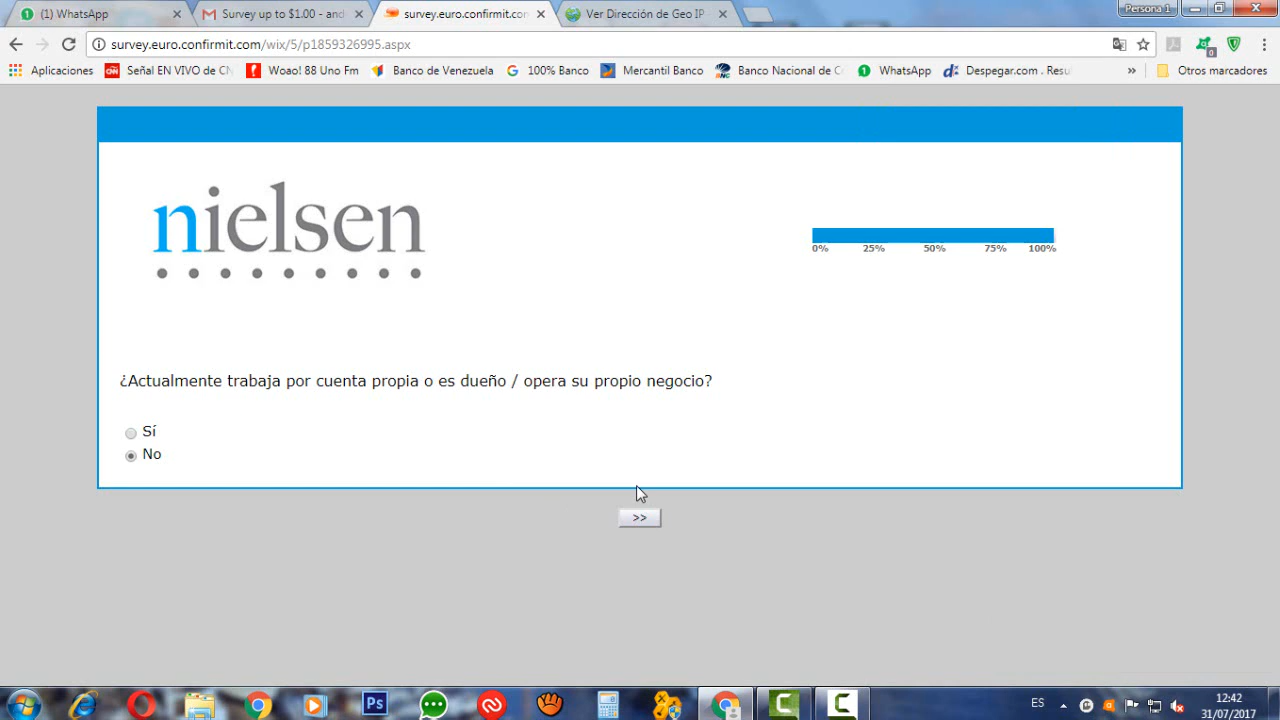 (1) WhatsApp
Survey up to $1.00 - and
survey.euro.confirmit.con
Ver Dirección de Geo IP
Persona 1
survey.euro.confirmit.com/wix/5/p1859326995.aspx
Aplicaciones
Señal EN VIVO de CN
Woao! 88 Uno Fm
Banco de Venezuela
100% Banco
Mercantil Banco
Banco Nacional de C
WhatsApp
Despegar.com . Resu
»
Otros marcadores
nielsen
0% 25% 50% 75% 100%
¿Actualmente trabaja por cuenta propia o es dueño / opera su propio negocio?
Sí
No
>>
Ps
ES
12:42
31/07/2017